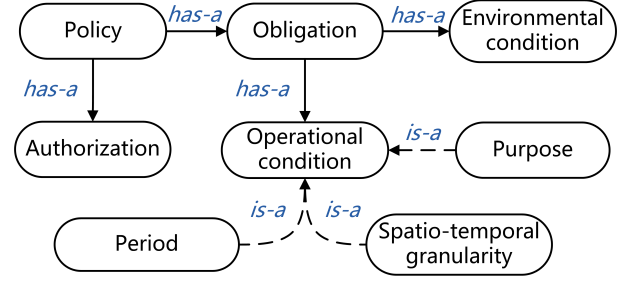 Policy
has-a
Obligation
has-a
Environmental
condition
has-a
has-a
Authorization
Operational
condition
is-a
Purpose
is-a
is-a
Period
Spatio-temporal
granularity